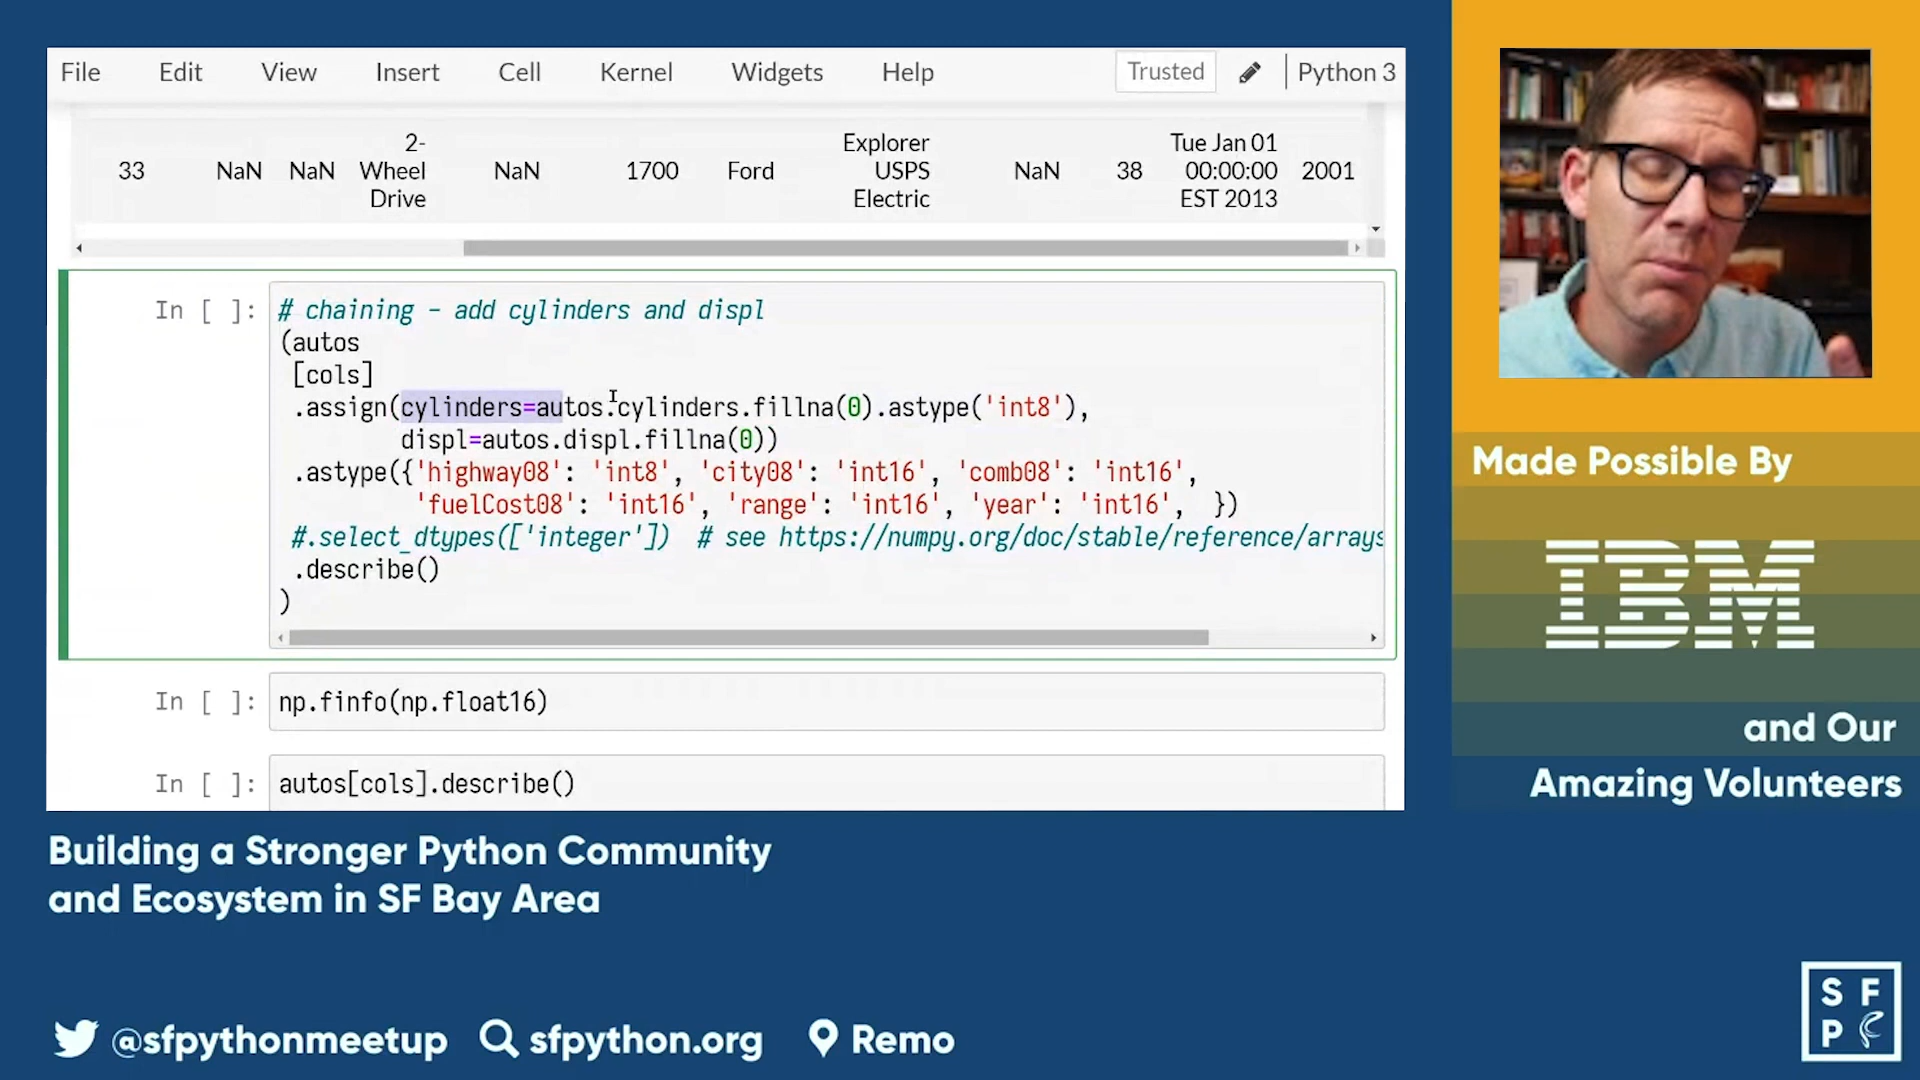 File Edit View Insert Cell Kernel Widgets Help Trusted Python 3
33 NaN NaN 2-Wheel Drive NaN 1700 Ford Explorer USPS Electric NaN 38 Tue Jan 01 00:00:00 EST 2013 2001
In [ ]: # chaining - add cylinders and displ
(autos
[cols]
.assign(cylinders=autos.cylinders.fillna(0).astype('int8'),
displ=autos.displ.fillna(0))
.astype({'highway08': 'int8', 'city08': 'int16', 'comb08': 'int16',
'fuelCost08': 'int16', 'range': 'int16', 'year': 'int16', })
#.select_dtypes(['integer']) # see https://numpy.org/doc/stable/reference/arrays
.describe()
)
In [ ]: np.finfo(np.float16)
In [ ]: autos[cols].describe()
Made Possible By
IBM
and Our
Amazing Volunteers
Building a Stronger Python Community
and Ecosystem in SF Bay Area
@sfpythonmeetup sfpython.org Remo
S F
P